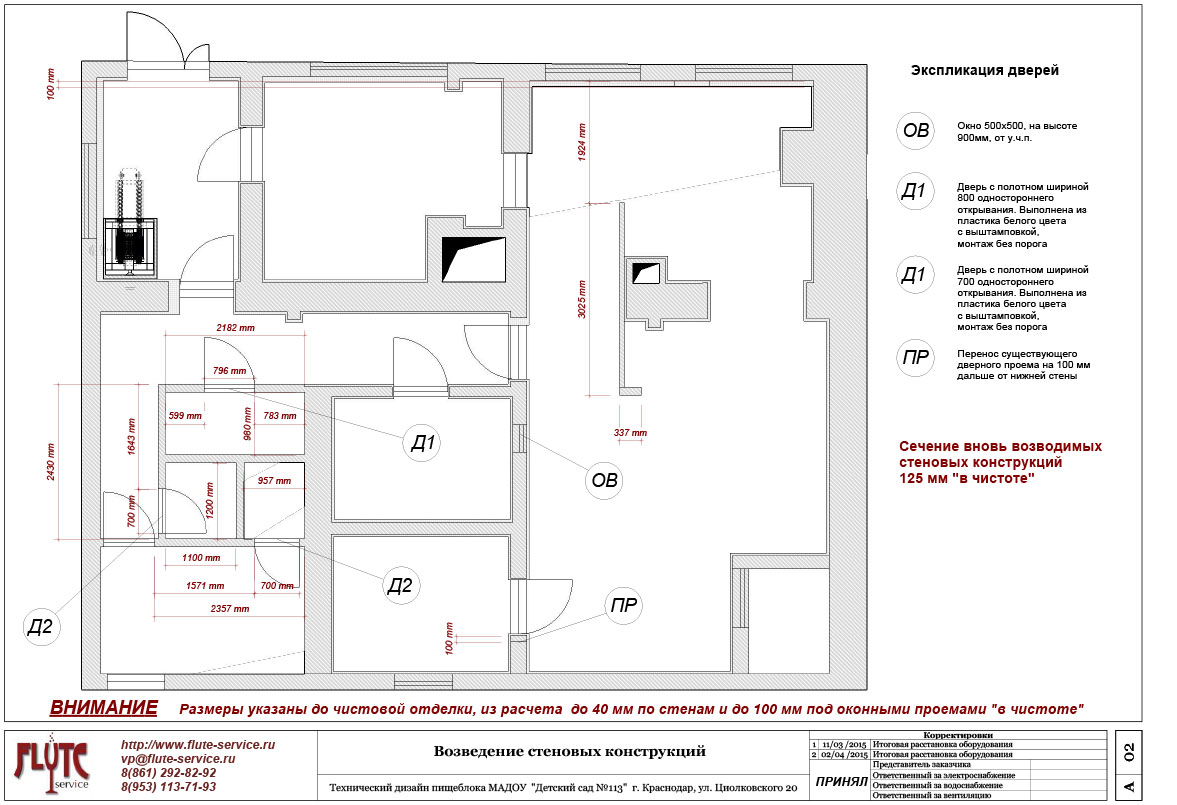 100 mm
1924 mm
3025 mm
337 mm
2182 mm
796 mm
599 mm
980 mm
783 mm
1643 mm
2430 mm
700 mm
1200 mm
957 mm
1100 mm
1571 mm
700 mm
2357 mm
100 mm
Д1
ОВ
Д2
ПР
Д2
Экспликация дверей
ОВ
Окно 500х500, на высоте
900мм, от у.ч.п.
Д1
Дверь с полотном шириной
800 одностороннего
открывания. Выполнена из
пластика белого цвета
с выштамповкой,
монтаж без порога
Д1
Дверь с полотном шириной
700 одностороннего
открывания. Выполнена из
пластика белого цвета
с выштамповкой,
монтаж без порога
ПР
Перенос существующего
дверного проема на 100 мм
дальше от нижней стены
Сечение вновь возводимых
стеновых конструкций
125 мм "в чистоте"
ВНИМАНИЕ Размеры указаны до чистовой отделки, из расчета до 40 мм по стенам и до 100 мм под оконными проемами "в чистоте"
FLUTE
service
http://www.flute-service.ru
vp@flute-service.ru
8(861) 292-82-92
8(953) 113-71-93
Возведение стеновых конструкций
Технический дизайн пищеблока МАДОУ "Детский сад №113" г. Краснодар, ул. Циолковского 20
Корректировки
1 11/03 /2015 Итоговая расстановка оборудования
2 02/04 /2015 Итоговая расстановка оборудования
ПРИНЯЛ
Представитель заказчика
Ответственный за электроснабжение
Ответственный за водоснабжение
Ответственный за вентиляцию
А 02